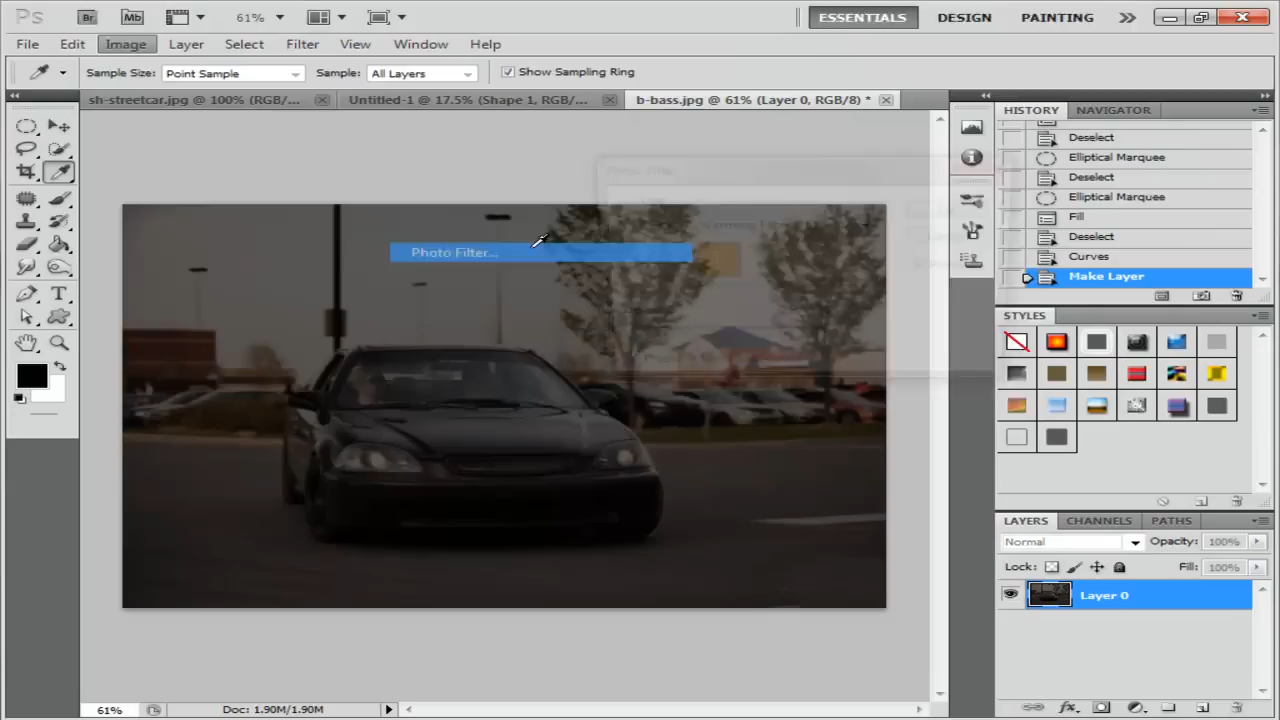 Ps Br Mb 61% ESSENTIALS DESIGN PAINTING
File Edit Image Layer Select Filter View Window Help
Sample Size: Point Sample Sample: All Layers Show Sampling Ring
sh-streetcar.jpg @ 100% (RGB/... Untitled-1 @ 17.5% (Shape 1, RGB/... b-bass.jpg @ 61% (Layer 0, RGB/8) *
HISTORY NAVIGATOR
Deselect
Elliptical Marquee
Deselect
Elliptical Marquee
Fill
Deselect
Curves
Make Layer
Photo Filter...
STYLES
LAYERS CHANNELS PATHS
Normal Opacity: 100%
Lock: Fill: 100%
Layer 0
61% Doc: 1.90M/1.90M